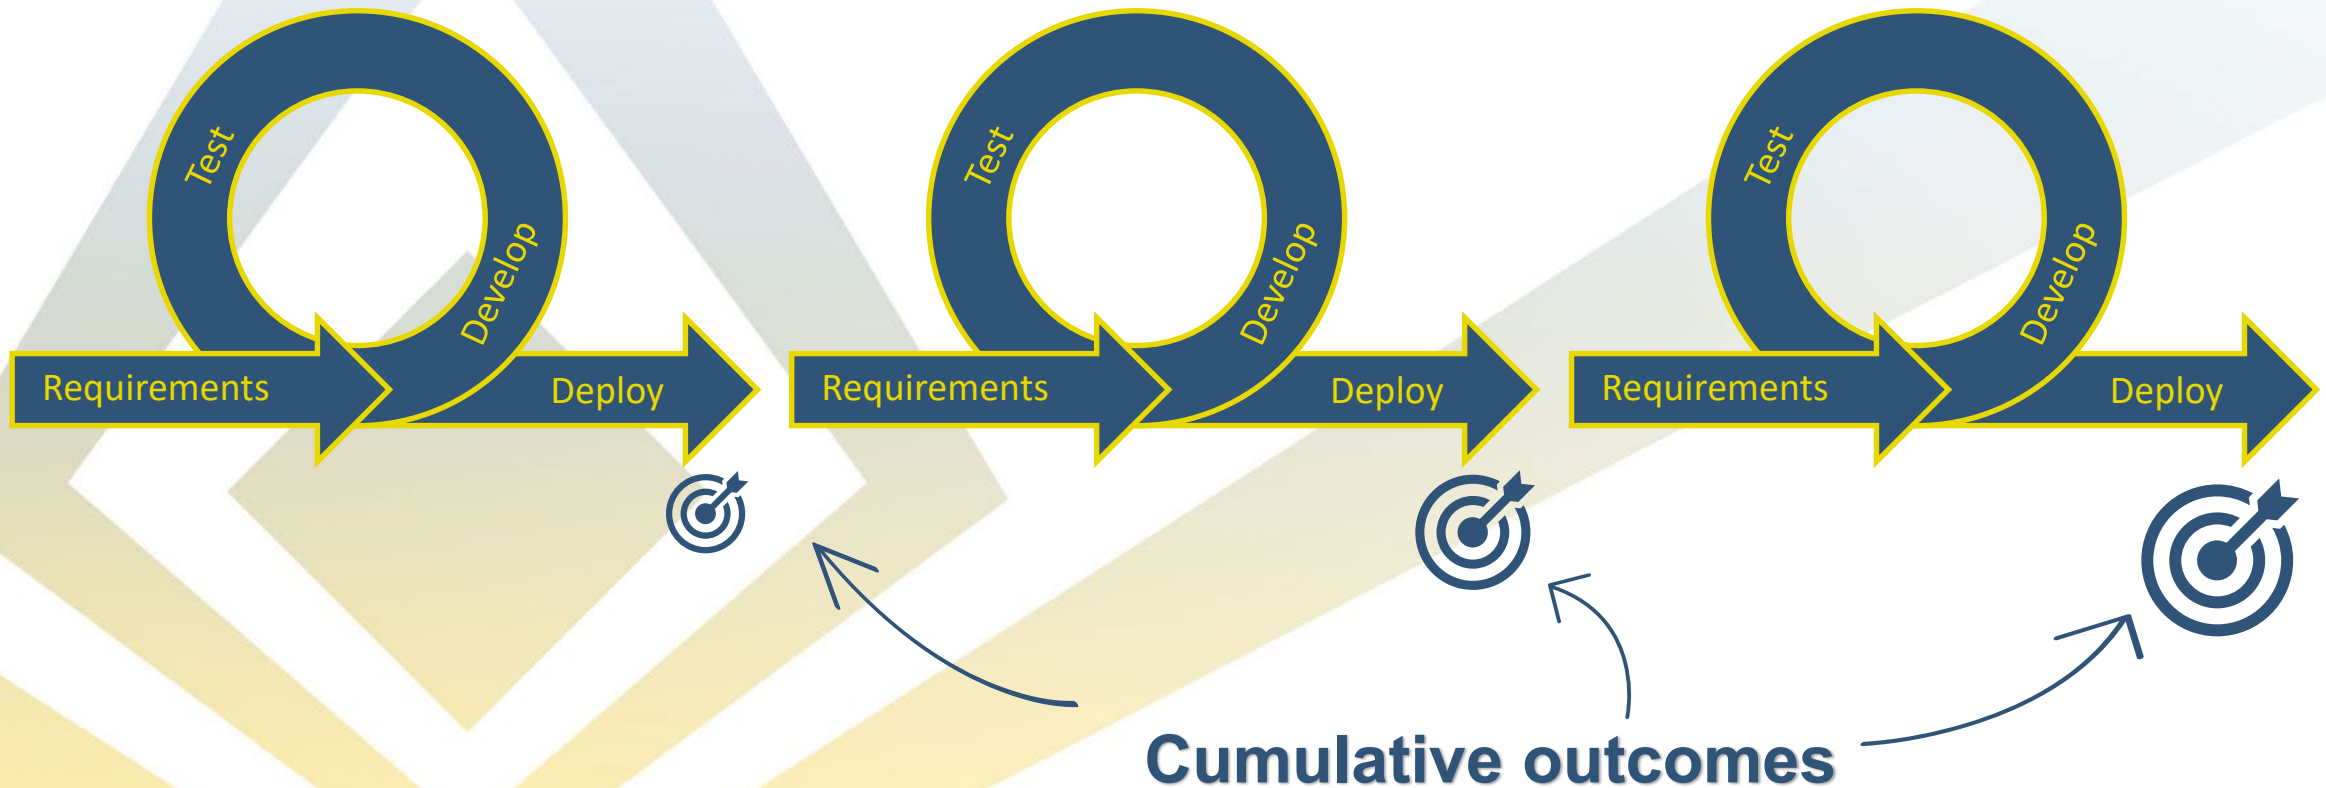 Test
Develop
Requirements
Deploy
Test
Develop
Requirements
Deploy
Test
Develop
Requirements
Deploy
Cumulative outcomes